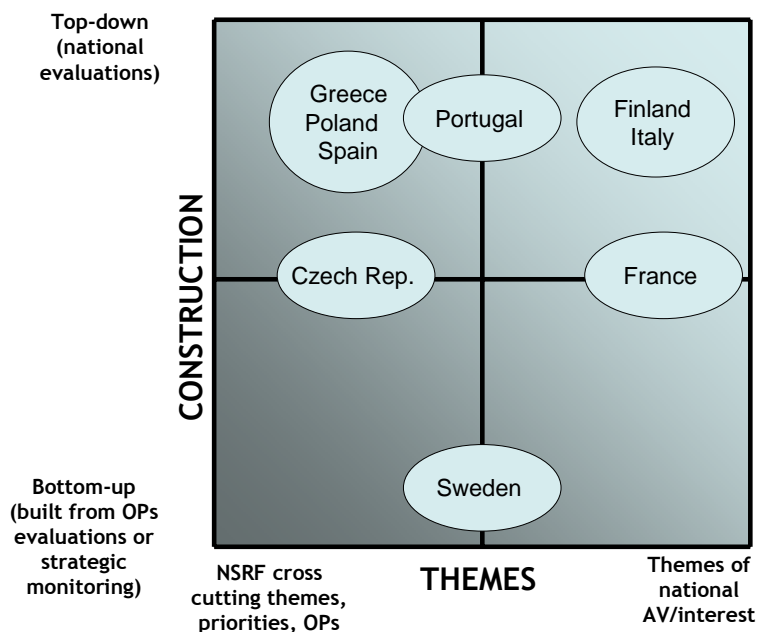 Top-down
(national
evaluations)
Greece
Poland
Spain
Portugal
Finland
Italy
CONSTRUCTION
Czech Rep.
France
Sweden
Bottom-up
(built from OPs
evaluations or
strategic
monitoring)
NSRF cross
cutting themes,
priorities, OPs
THEMES
Themes of
national
AV/interest